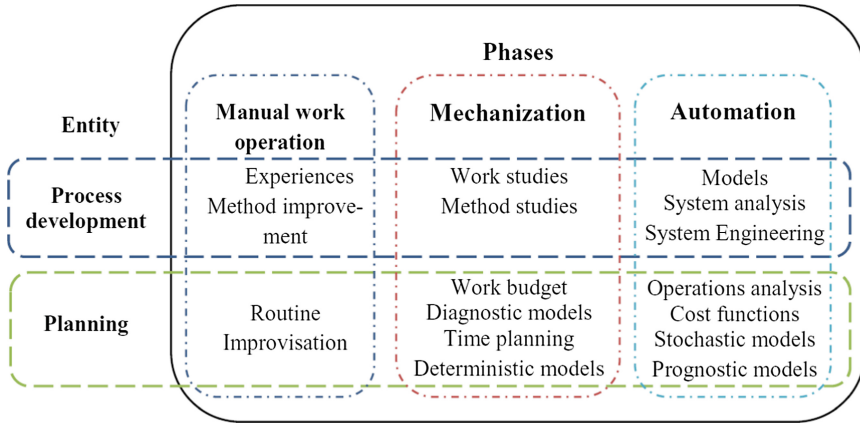 Phases
Entity
Manual work
operation
Mechanization
Automation
Process
development
Experiences
Method improve-
ment
Work studies
Method studies
Models
System analysis
System Engineering
Planning
Routine
Improvisation
Work budget
Diagnostic models
Time planning
Deterministic models
Operations analysis
Cost functions
Stochastic models
Prognostic models